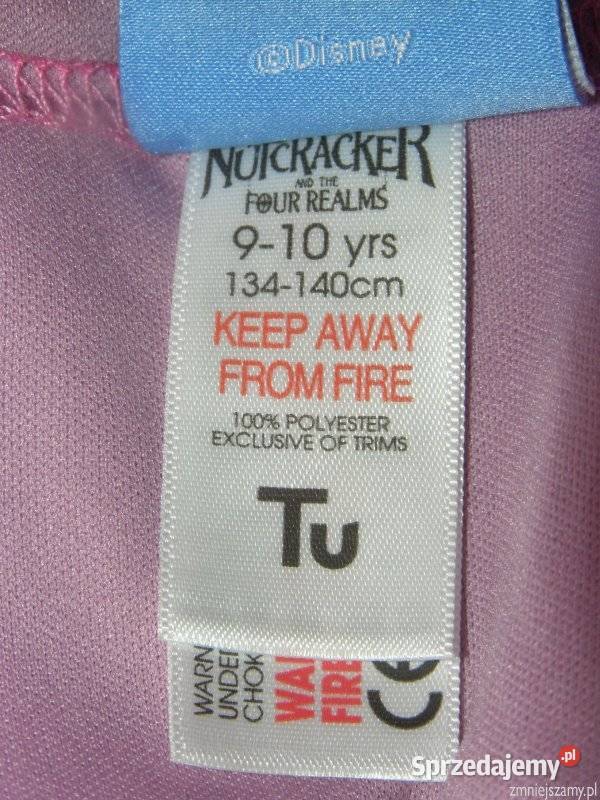 ©Disney
NUTCRACKER
AND THE
FOUR REALMS
9-10 yrs
134-140cm
KEEP AWAY
FROM FIRE
100% POLYESTER
EXCLUSIVE OF TRIMS
Tu
WARN
UNDE
CHOK
WA
FIRE
CE
Sprzedajemy.pl
zmniejszamy.pl